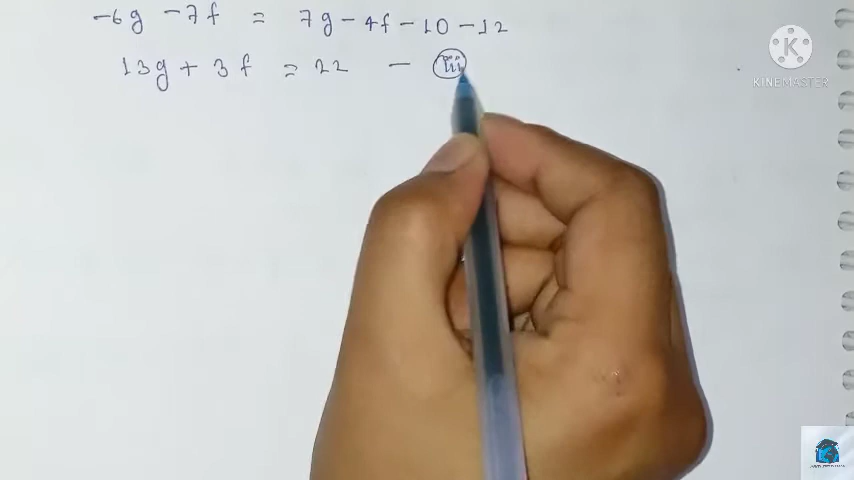 -6g - 7f = 7g - 4f - 10 - 12
13g + 3f = 22 - iii
KINEMASTER